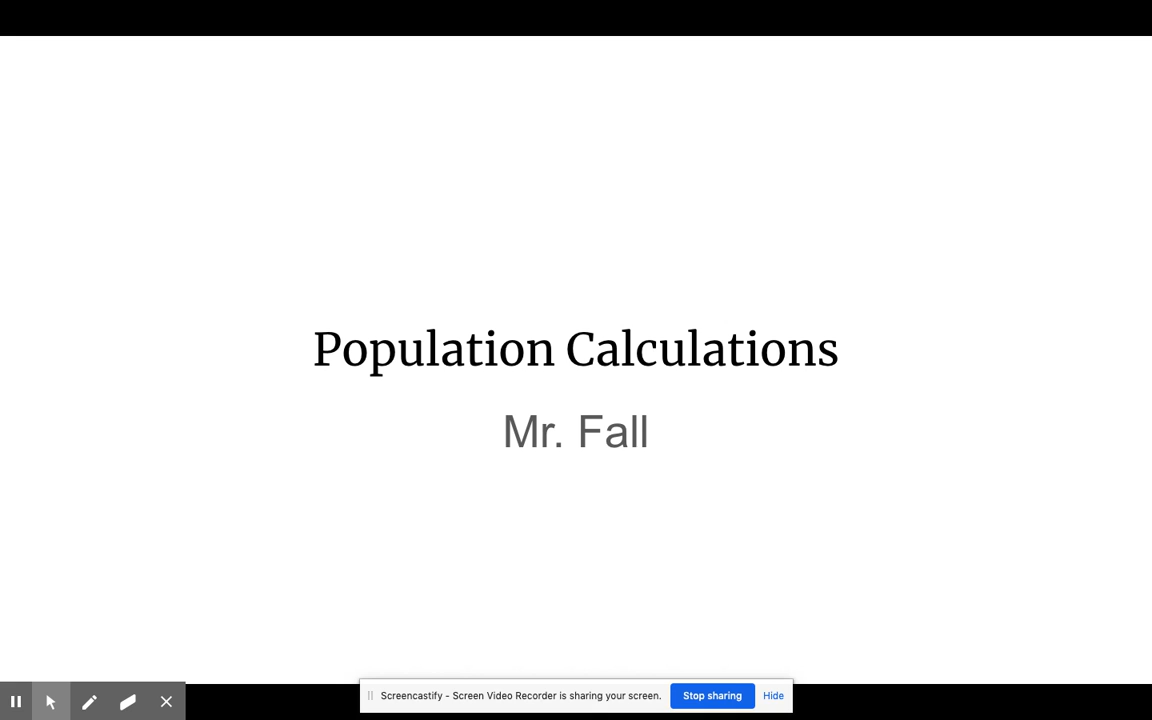 Population Calculations
Mr. Fall
Screencastify - Screen Video Recorder is sharing your screen. Stop sharing Hide